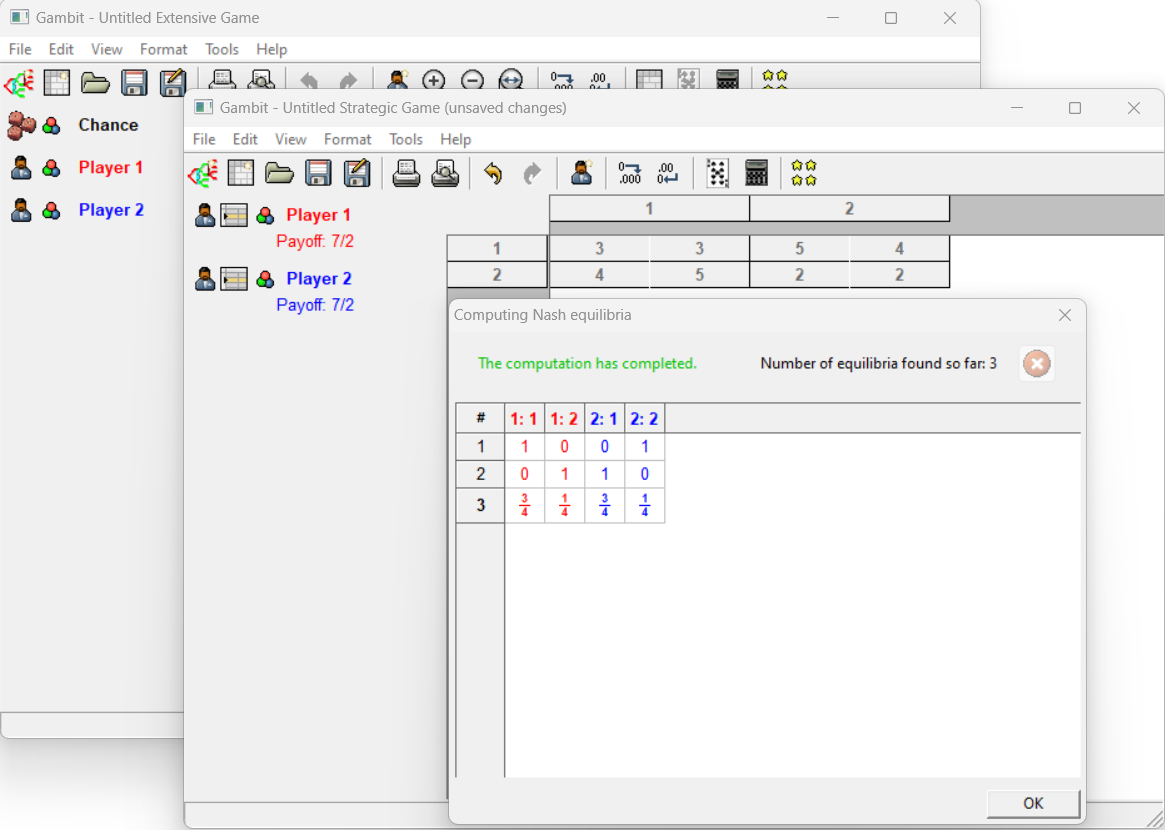 Gambit - Untitled Extensive Game
File Edit View Format Tools Help
Chance
Player 1
Player 2
Gambit - Untitled Strategic Game (unsaved changes)
File Edit View Format Tools Help
0 .000 .00 0
Player 1
Payoff: 7/2
Player 2
Payoff: 7/2
1 2
1 3 3 5 4
2 4 5 2 2
Computing Nash equilibria
The computation has completed. Number of equilibria found so far: 3
# 1: 1 1: 2 2: 1 2: 2
1 1 0 0 1
2 0 1 1 0
3 3/4 1/4 3/4 1/4
OK